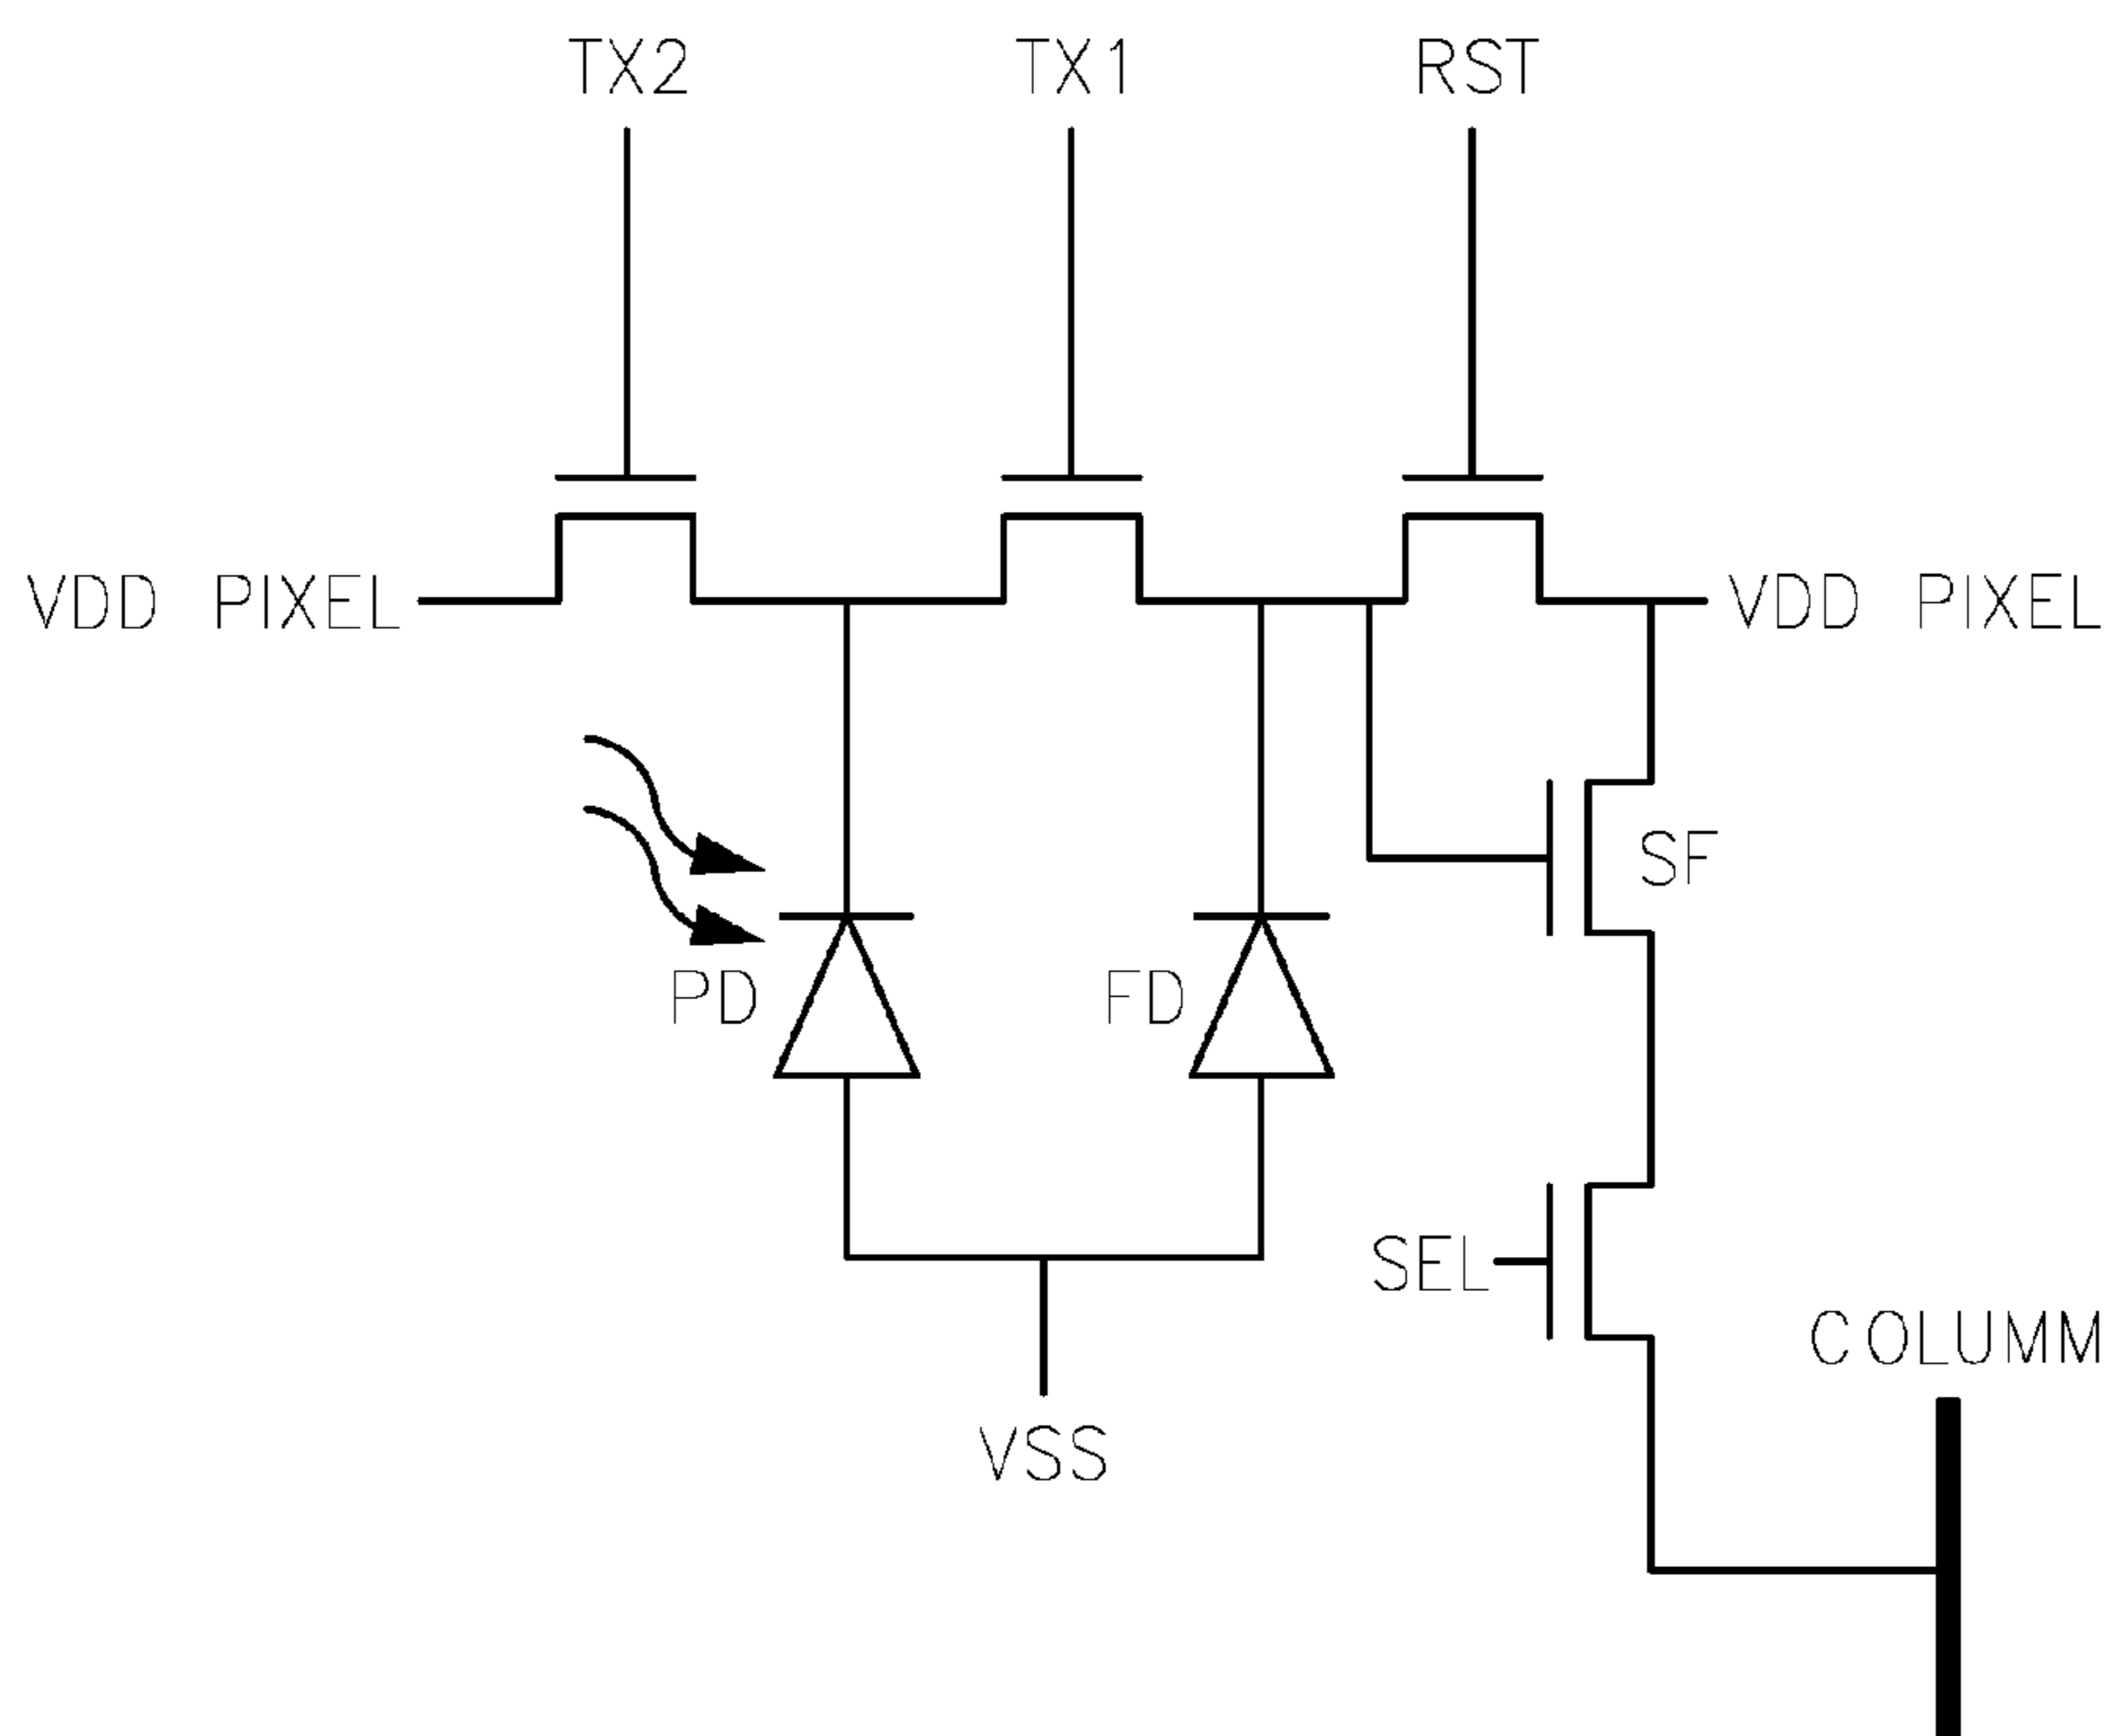 TX2 TX1 RST
VDD PIXEL VDD PIXEL
SF
PD FD
SEL
COLUMM
VSS